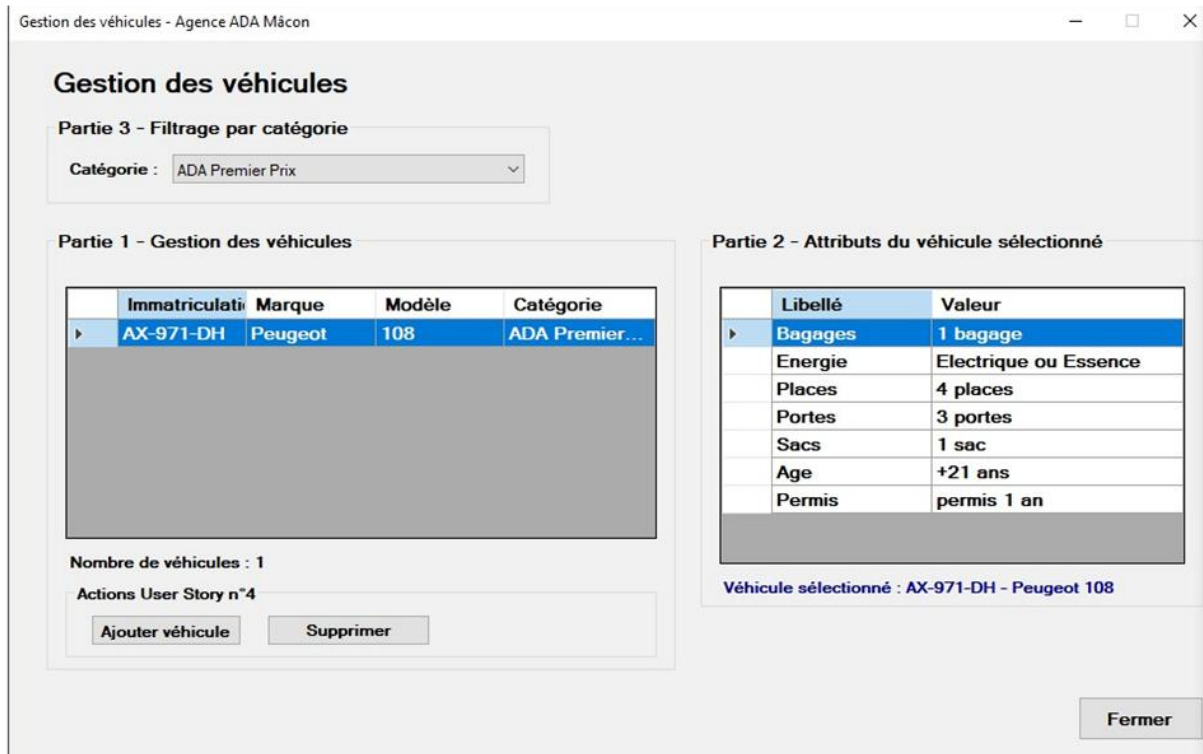 Gestion des véhicules - Agence ADA Mâcon
Gestion des véhicules
Partie 3 - Filtrage par catégorie
Catégorie : ADA Premier Prix
Partie 1 - Gestion des véhicules
Immatriculati Marque Modèle Catégorie
AX-971-DH Peugeot 108 ADA Premier...
Nombre de véhicules : 1
Actions User Story n°4
Ajouter véhicule Supprimer
Partie 2 - Attributs du véhicule sélectionné
Libellé Valeur
Bagages 1 bagage
Energie Electrique ou Essence
Places 4 places
Portes 3 portes
Sacs 1 sac
Age +21 ans
Permis permis 1 an
Véhicule sélectionné : AX-971-DH - Peugeot 108
Fermer